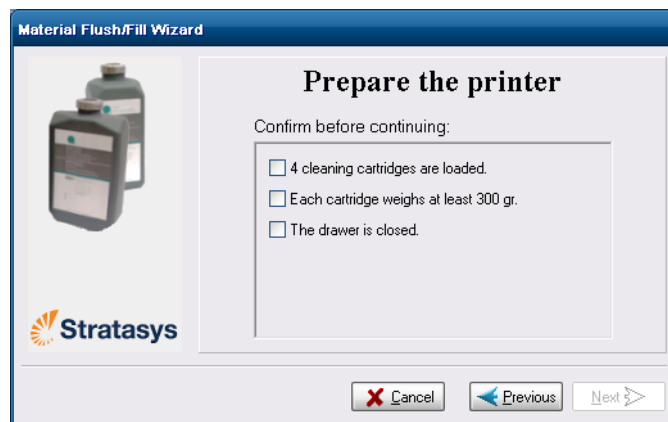 Material Flush/Fill Wizard
Prepare the printer
Confirm before continuing:
4 cleaning cartridges are loaded.
Each cartridge weighs at least 300 gr.
The drawer is closed.
Stratasys
Cancel
Previous
Next